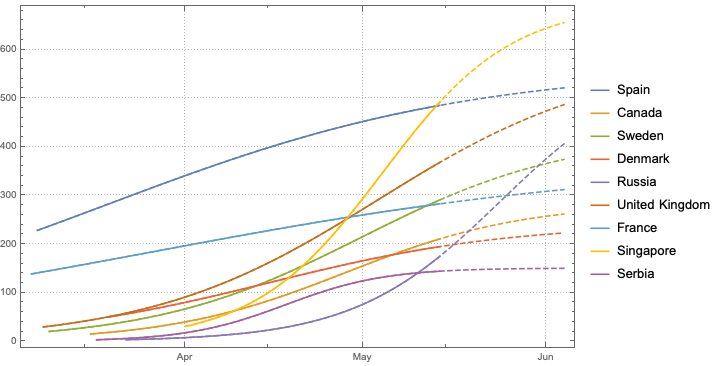 600
500
400
300
200
100
0
Apr
May
Jun
Spain
Canada
Sweden
Denmark
Russia
United Kingdom
France
Singapore
Serbia